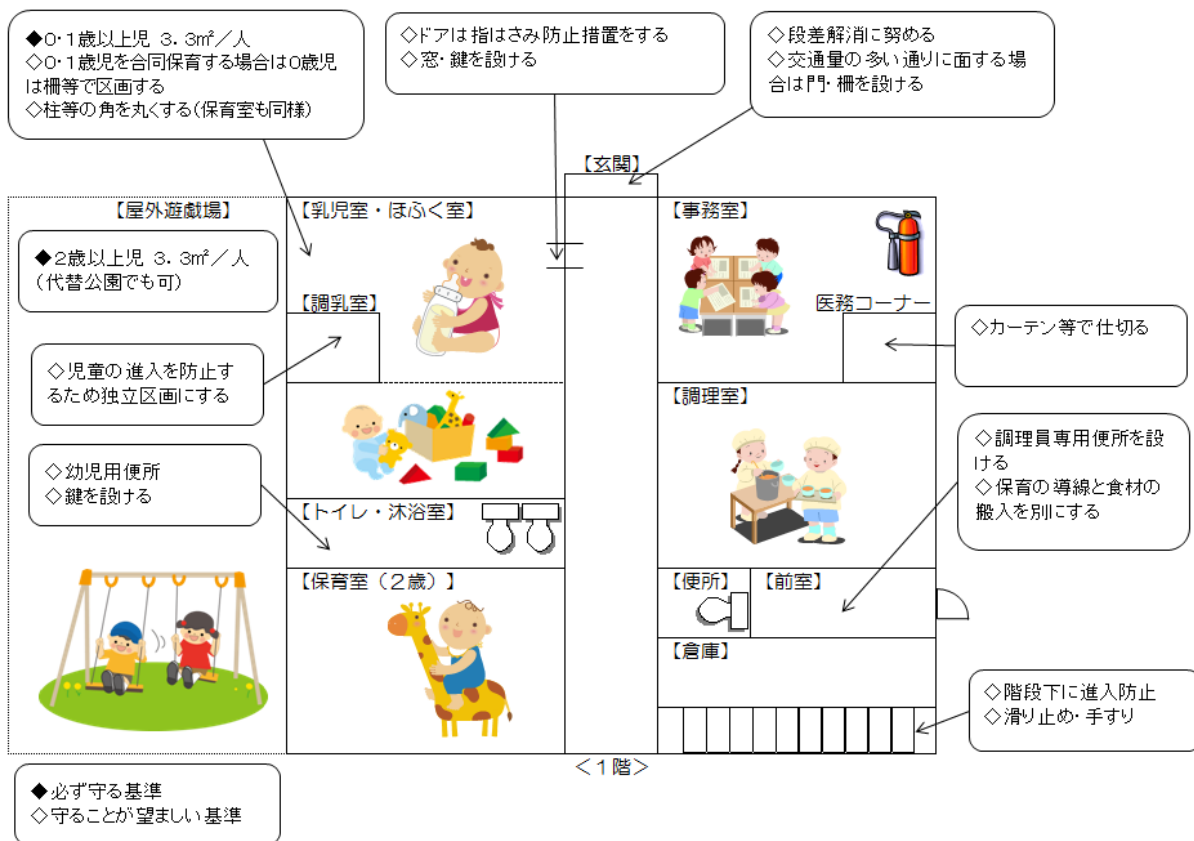 ◆0・1歳以上児 3.3㎡/人
◇0・1歳児を合同保育する場合は0歳児
は柵等で区画する
◇柱等の角を丸くする(保育室も同様)
◇ドアは指はさみ防止措置をする
◇窓・鍵を設ける
◇段差解消に努める
◇交通量の多い通りに面する場
合は門・柵を設ける
【玄関】
【屋外遊戯場】
【乳児室・ほふく室】
【事務室】
◆2歳以上児 3.3㎡/人
(代替公園でも可)
【調乳室】
医務コーナー
◇カーテン等で仕切る
◇児童の進入を防止す
るため独立区画にする
【調理室】
◇調理員専用便所を設
ける
◇保育の導線と食材の
搬入を別にする
◇幼児用便所
◇鍵を設ける
【トイレ・沐浴室】
【保育室(2歳)】
【便所】
【前室】
【倉庫】
◇階段下に進入防止
◇滑り止め・手すり
<1階>
◆必ず守る基準
◇守ることが望ましい基準